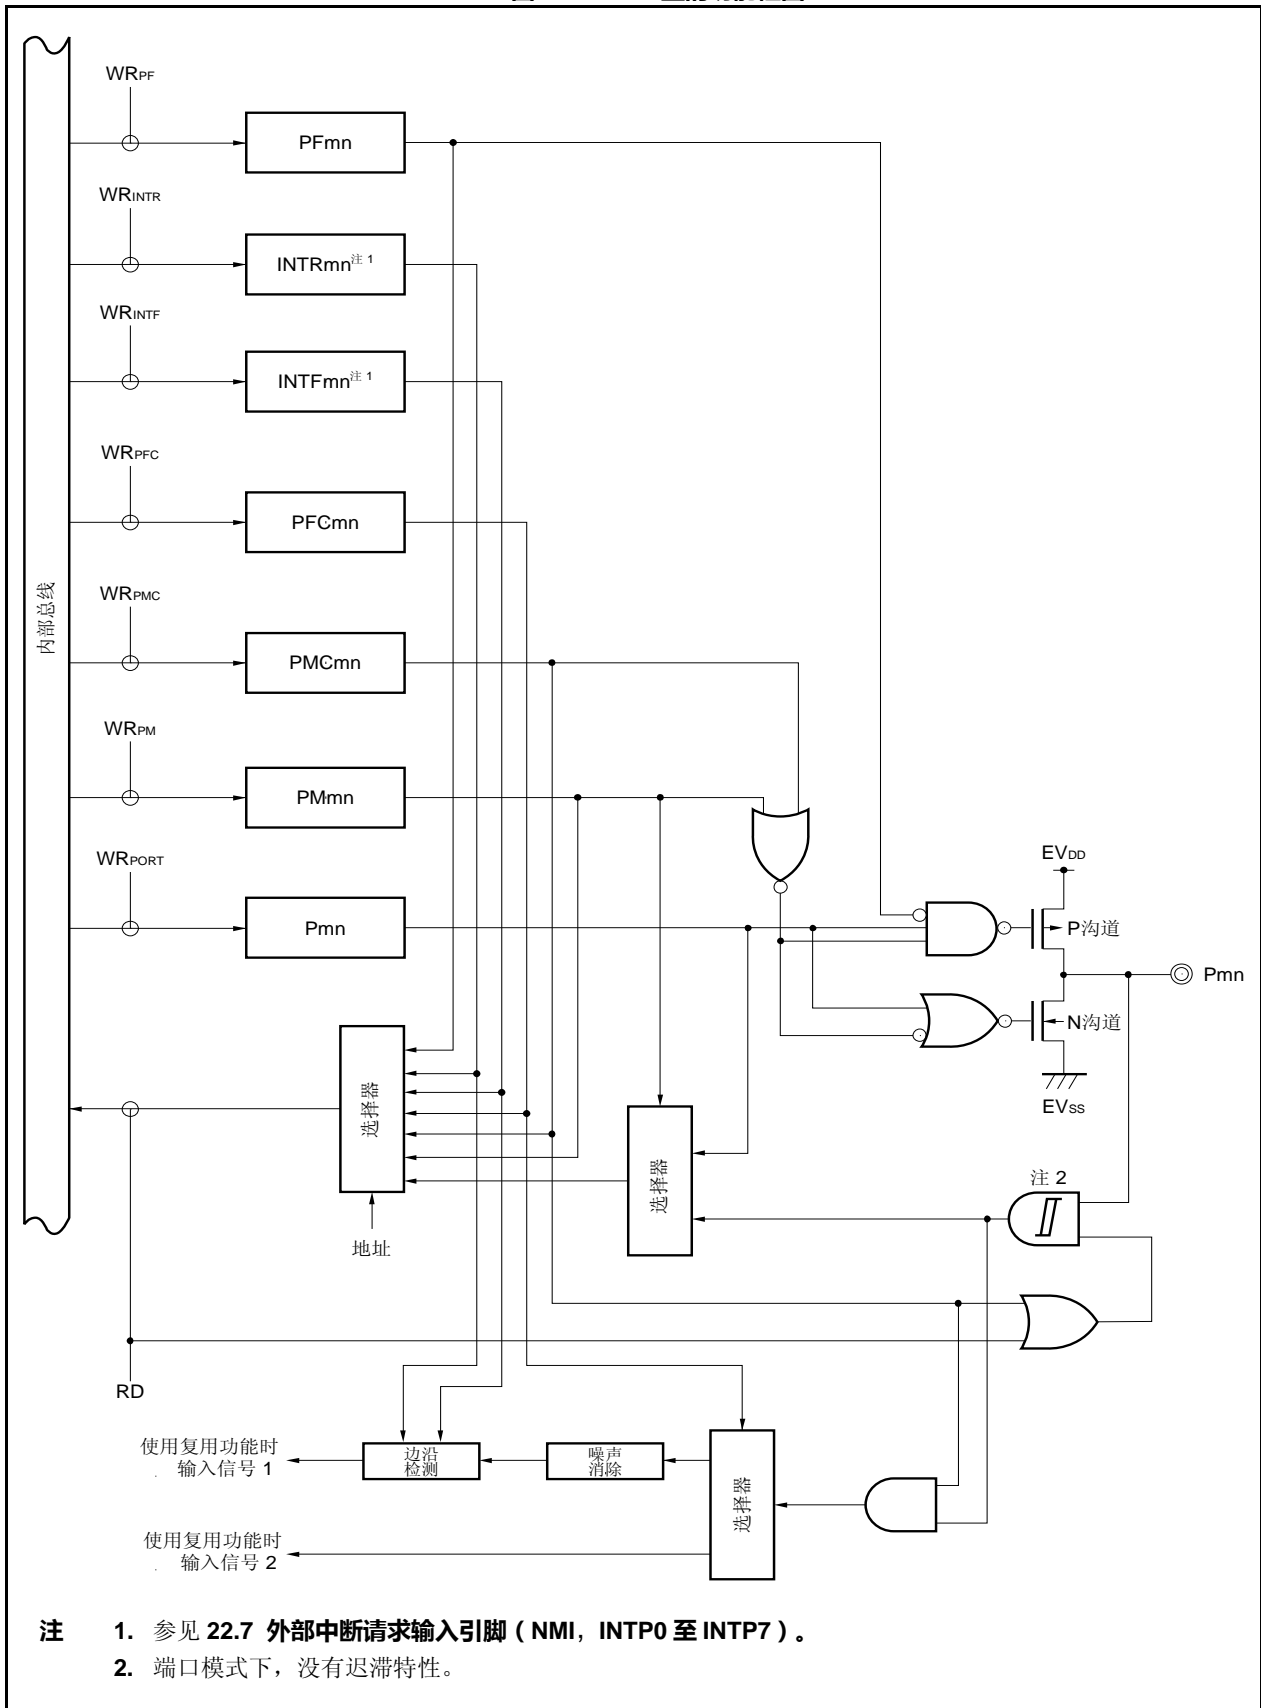 WRPF
PFmn
WRINTR
INTRmn注 1
WRINTF
INTFmn注 1
WRPFC
PFCmn
内部总线
WRPMC
PMCmn
WRPM
PMmn
WRPORT
Pmn
EVDD
P沟道
Pmn
N沟道
EVSS
选择器
地址
选择器
注 2
RD
使用复用功能时
输入信号 1
边沿
检测
噪声
消除
选择器
使用复用功能时
输入信号 2
注 1. 参见 22.7 外部中断请求输入引脚（NMI，INTP0 至 INTP7）。
2. 端口模式下，没有迟滞特性。